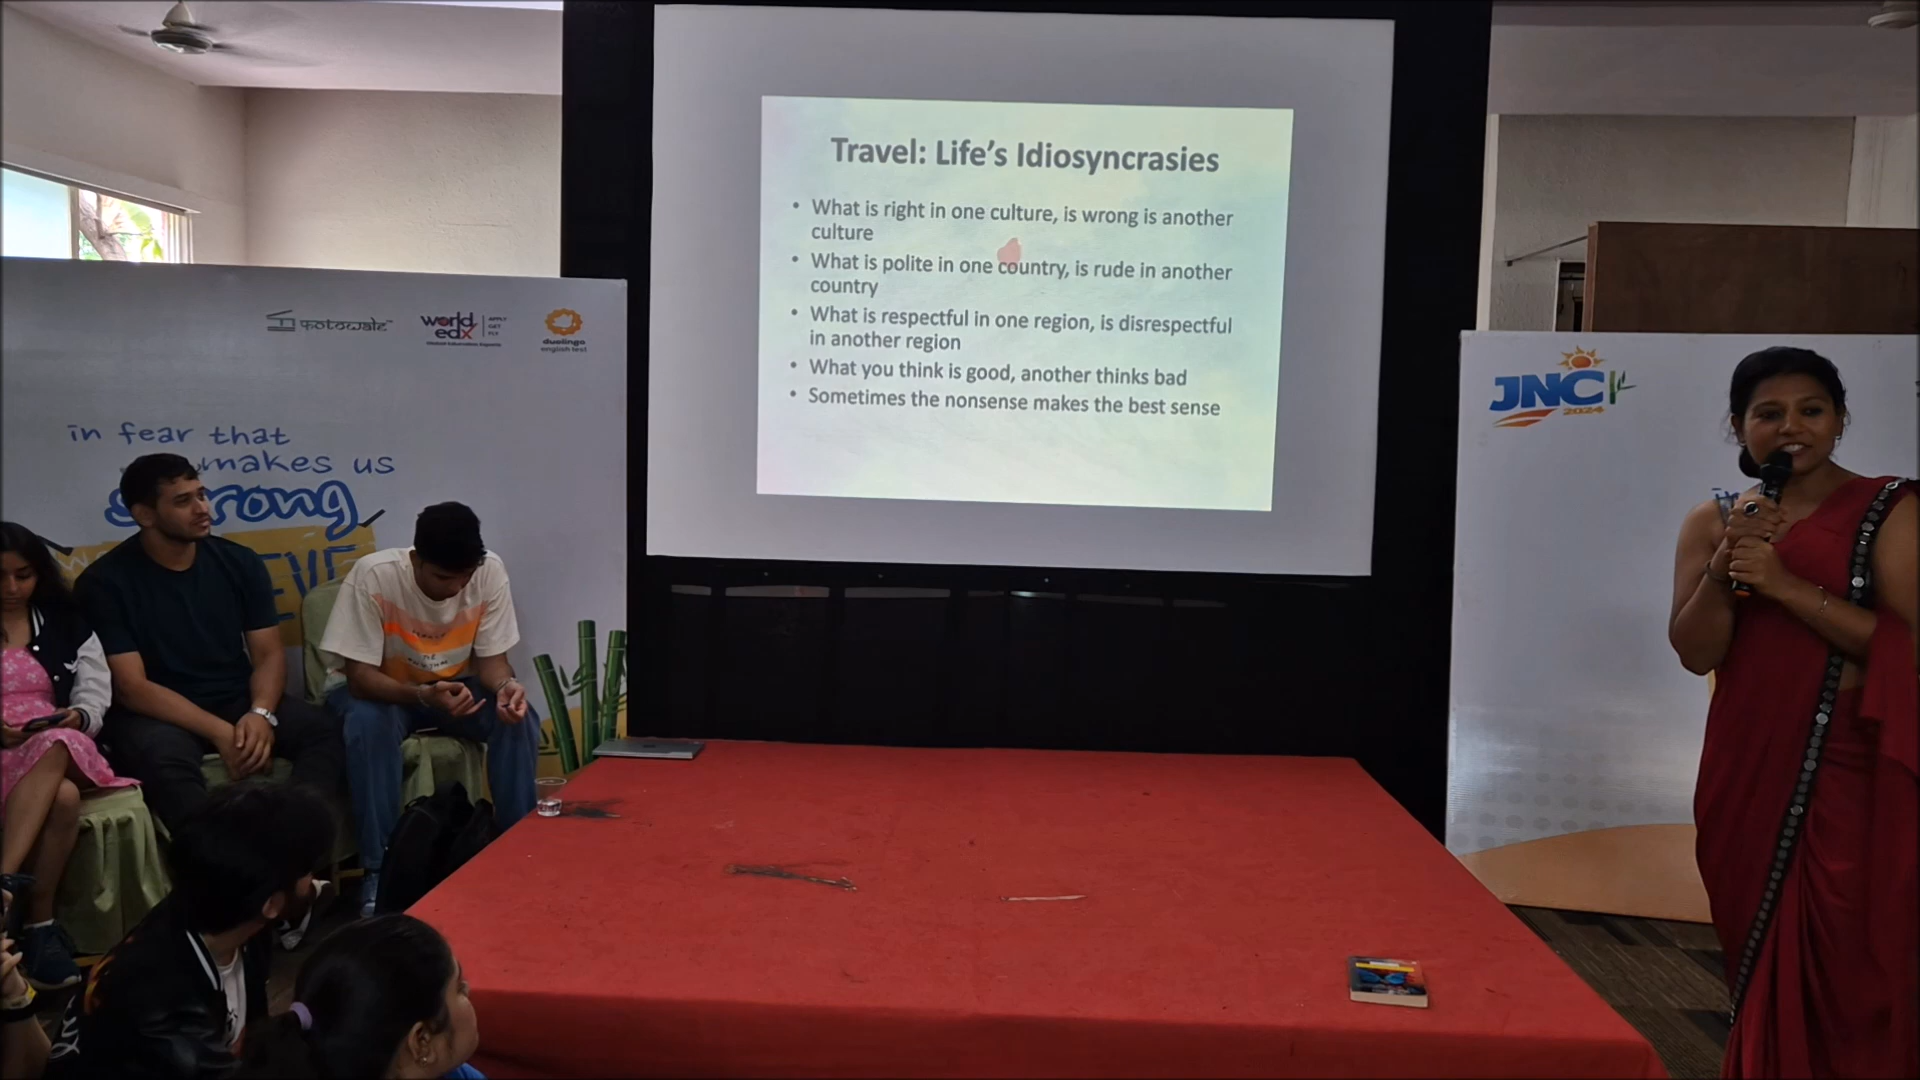 Travel: Life's Idiosyncrasies
• What is right in one culture, is wrong is another
culture
• What is polite in one country, is rude in another
country
• What is respectful in one region, is disrespectful
in another region
• What you think is good, another thinks bad
• Sometimes the nonsense makes the best sense
world
edx
APPLY
GET
FLY
duolingo
english test
in fear that
makes us
strong
JNC
2024